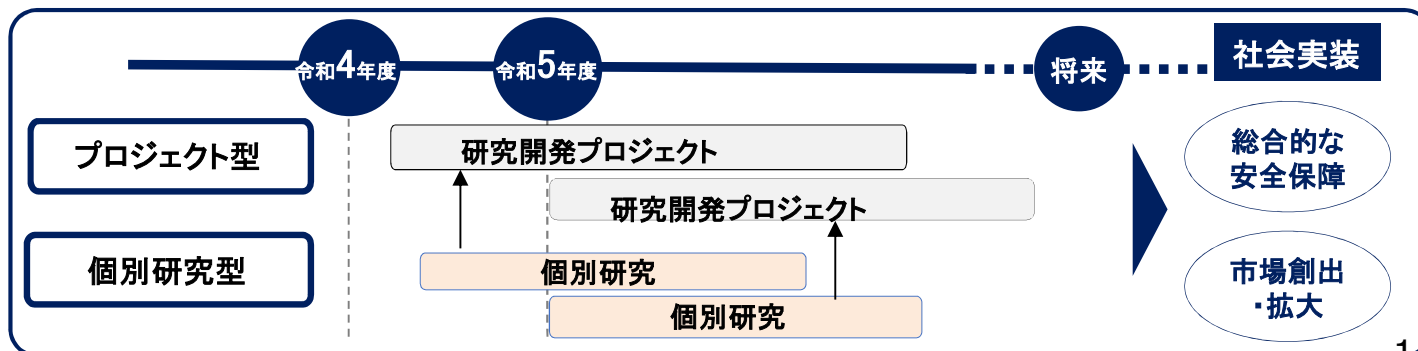 令和4年度
令和5年度
将来
社会実装
プロジェクト型
研究開発プロジェクト
研究開発プロジェクト
総合的な
安全保障
個別研究型
個別研究
個別研究
市場創出
・拡大